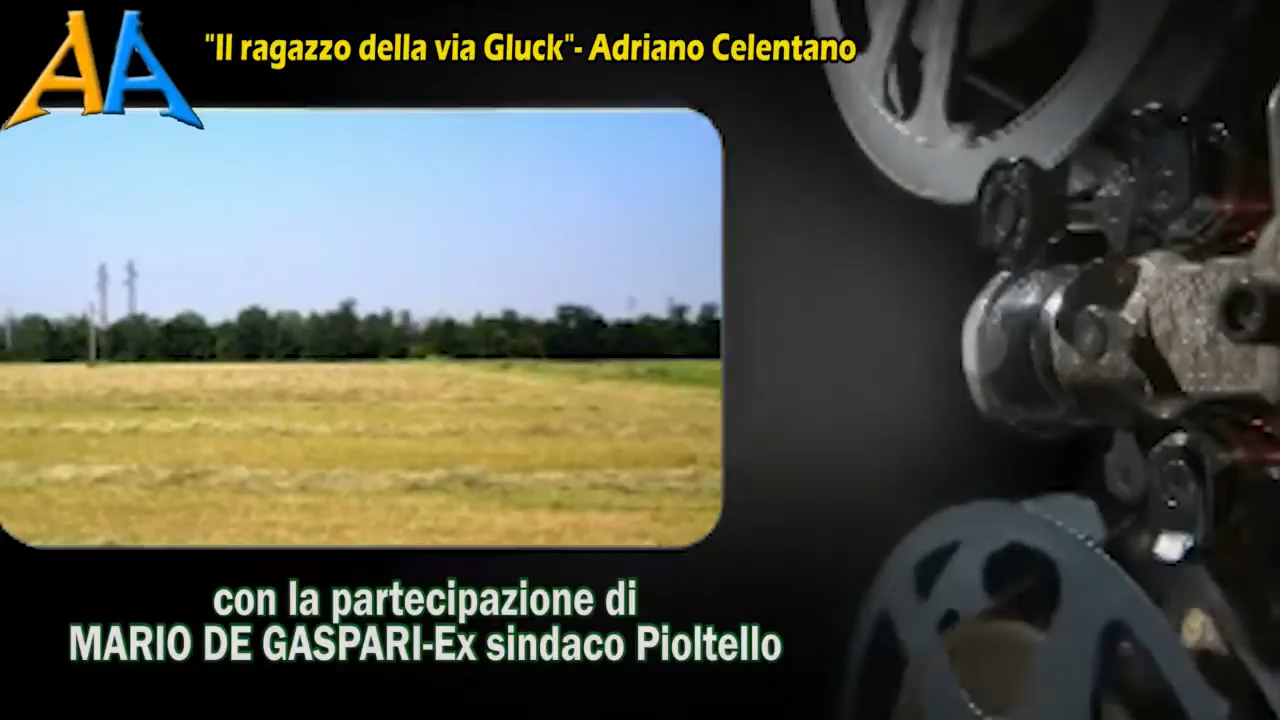 AA
"Il ragazzo della via Gluck"- Adriano Celentano
con la partecipazione di
MARIO DE GASPARI-Ex sindaco Pioltello